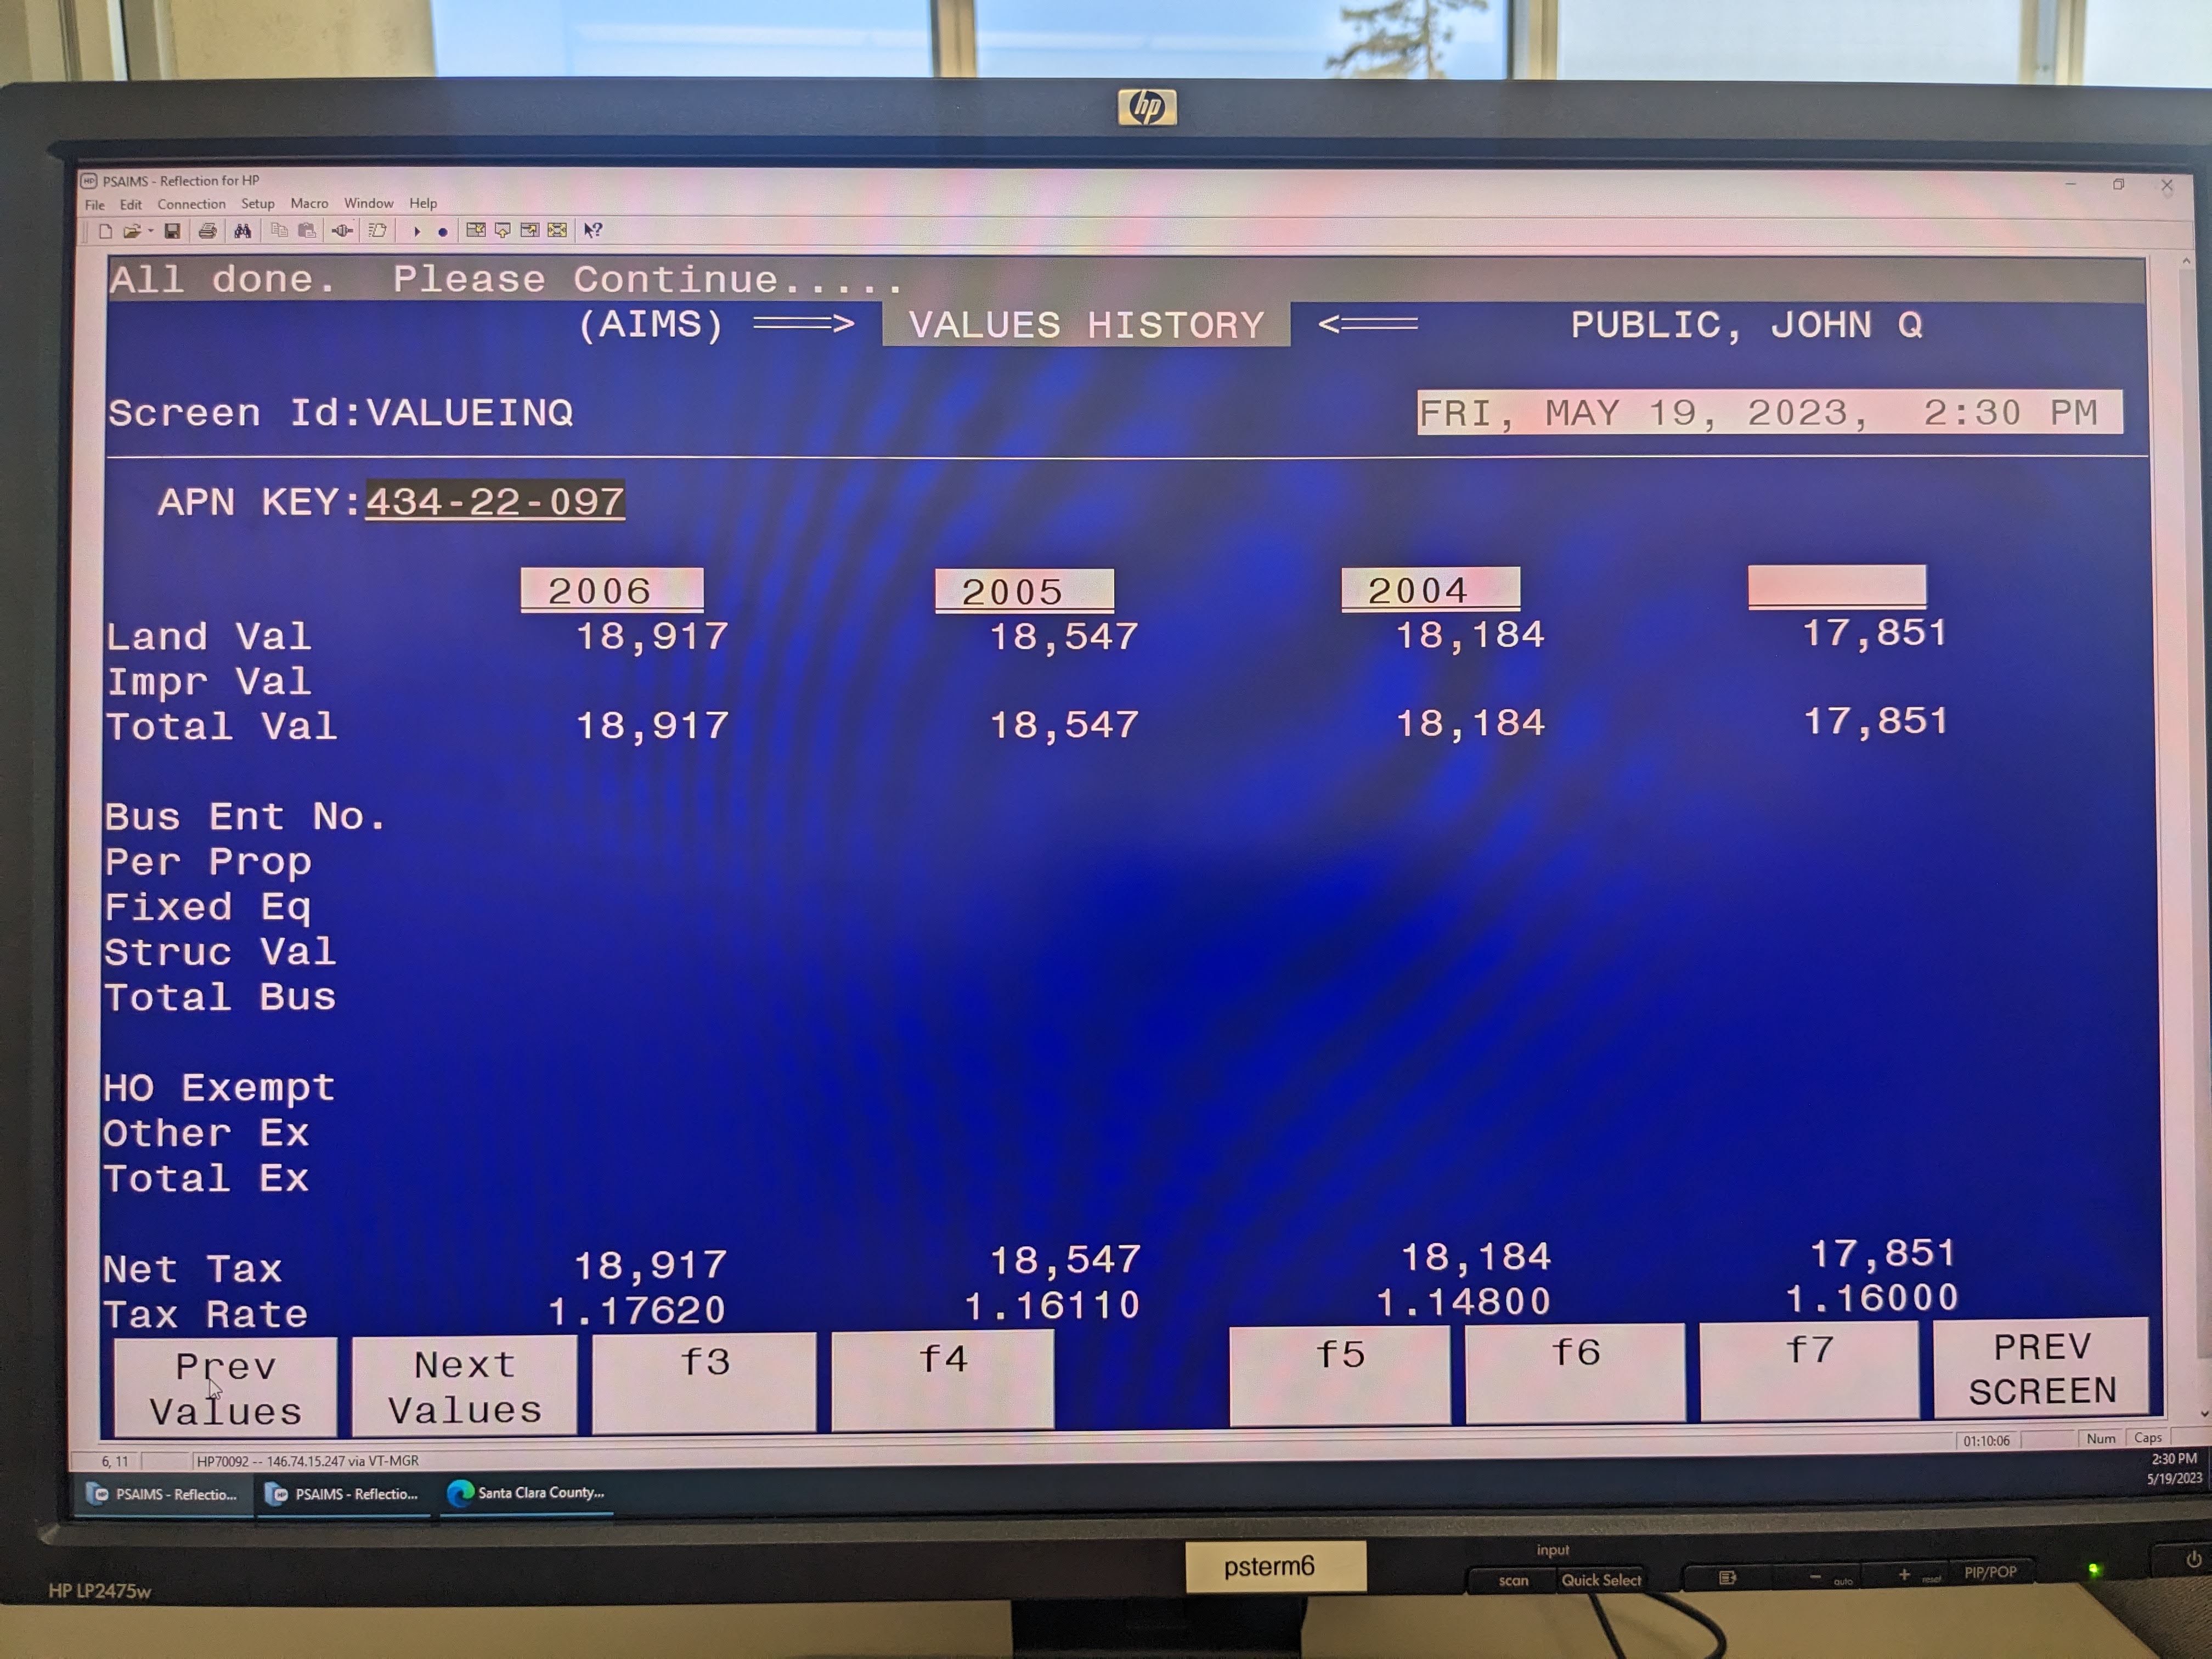 hp
PSAIMS - Reflection for HP
File Edit Connection Setup Macro Window Help
All done. Please Continue.....
(AIMS) ===> VALUES HISTORY <=== PUBLIC, JOHN Q
Screen Id:VALUEINQ FRI, MAY 19, 2023, 2:30 PM
APN KEY:434-22-097
2006 2005 2004
Land Val 18,917 18,547 18,184 17,851
Impr Val
Total Val 18,917 18,547 18,184 17,851
Bus Ent No.
Per Prop
Fixed Eq
Struc Val
Total Bus
HO Exempt
Other Ex
Total Ex
Net Tax 18,917 18,547 18,184 17,851
Tax Rate 1.17620 1.16110 1.14800 1.16000
Prev Next f3 f4 f5 f6 f7 PREV
Values Values SCREEN
01:10:06 Num Caps
6, 11 HP70092 -- 146.74.15.247 via VT-MGR
2:30 PM
PSAIMS - Reflectio... PSAIMS - Reflectio... Santa Clara County... 5/19/2023
psterm6
input
scan Quick Select - auto + reset PIP/POP
HP LP2475w